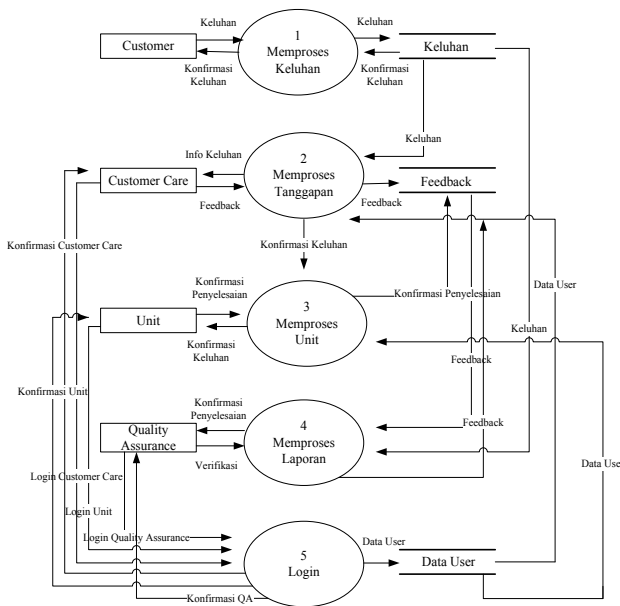 Keluhan
Keluhan
Customer
1
Memproses
Keluhan
Keluhan
Konfirmasi
Keluhan
Konfirmasi
Keluhan
Keluhan
Info Keluhan
2
Memproses
Tanggapan
Customer Care
Feedback
Feedback
Feedback
Konfirmasi Customer Care
Konfirmasi Keluhan
Konfirmasi
Penyelesaian
3
Memproses
Unit
Konfirmasi Penyelesaian
Data User
Unit
Konfirmasi
Keluhan
Keluhan
Feedback
Konfirmasi Unit
Konfirmasi
Penyelesaian
4
Memproses
Laporan
Feedback
Quality
Assurance
Verifikasi
Data User
Login Customer Care
Login Unit
Login Quality Assurance
5
Login
Data User
Data User
Konfirmasi QA